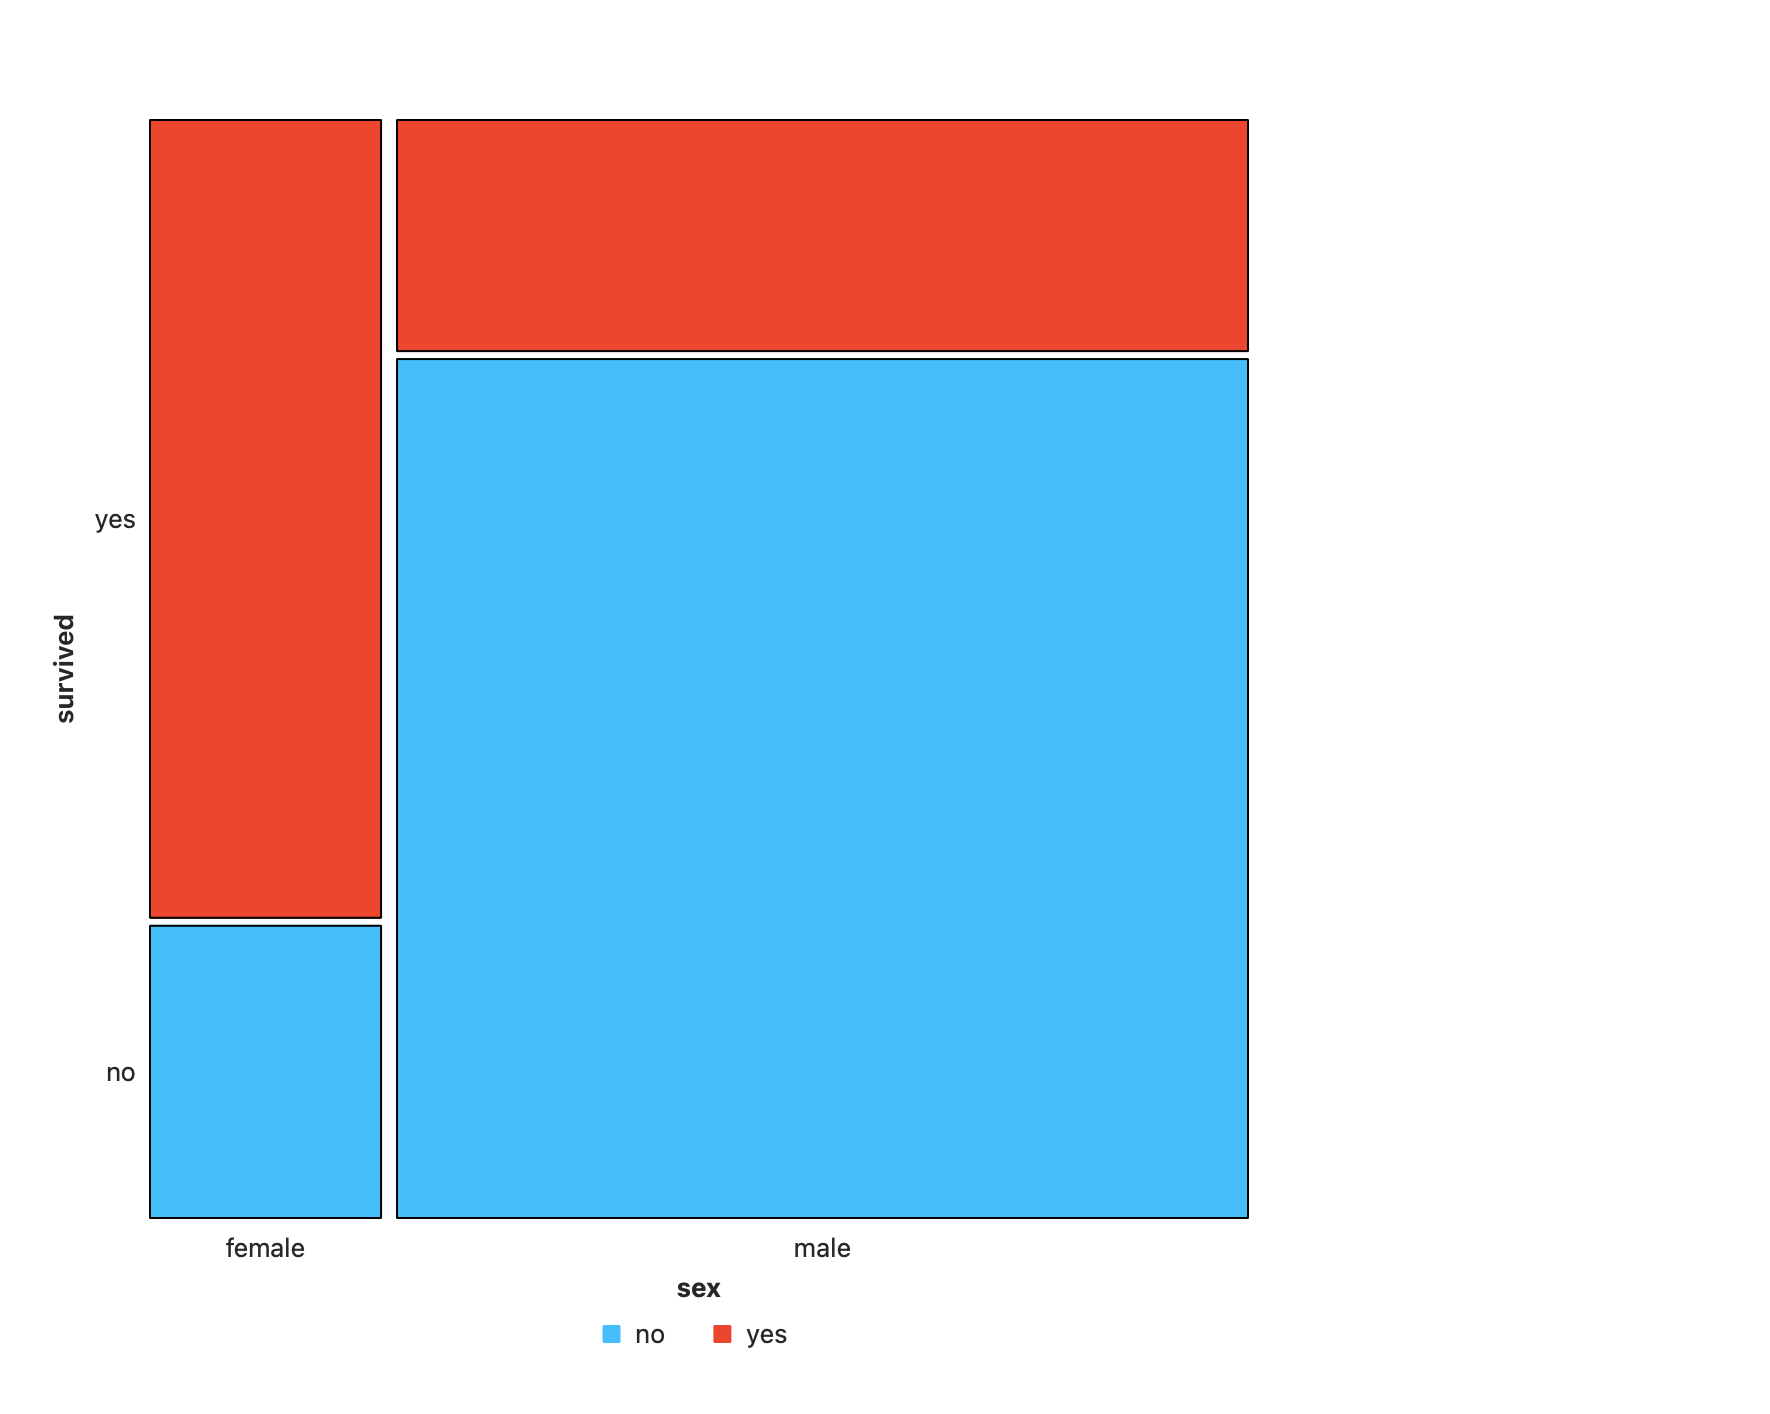 yes
survived
no
female male
sex
no yes